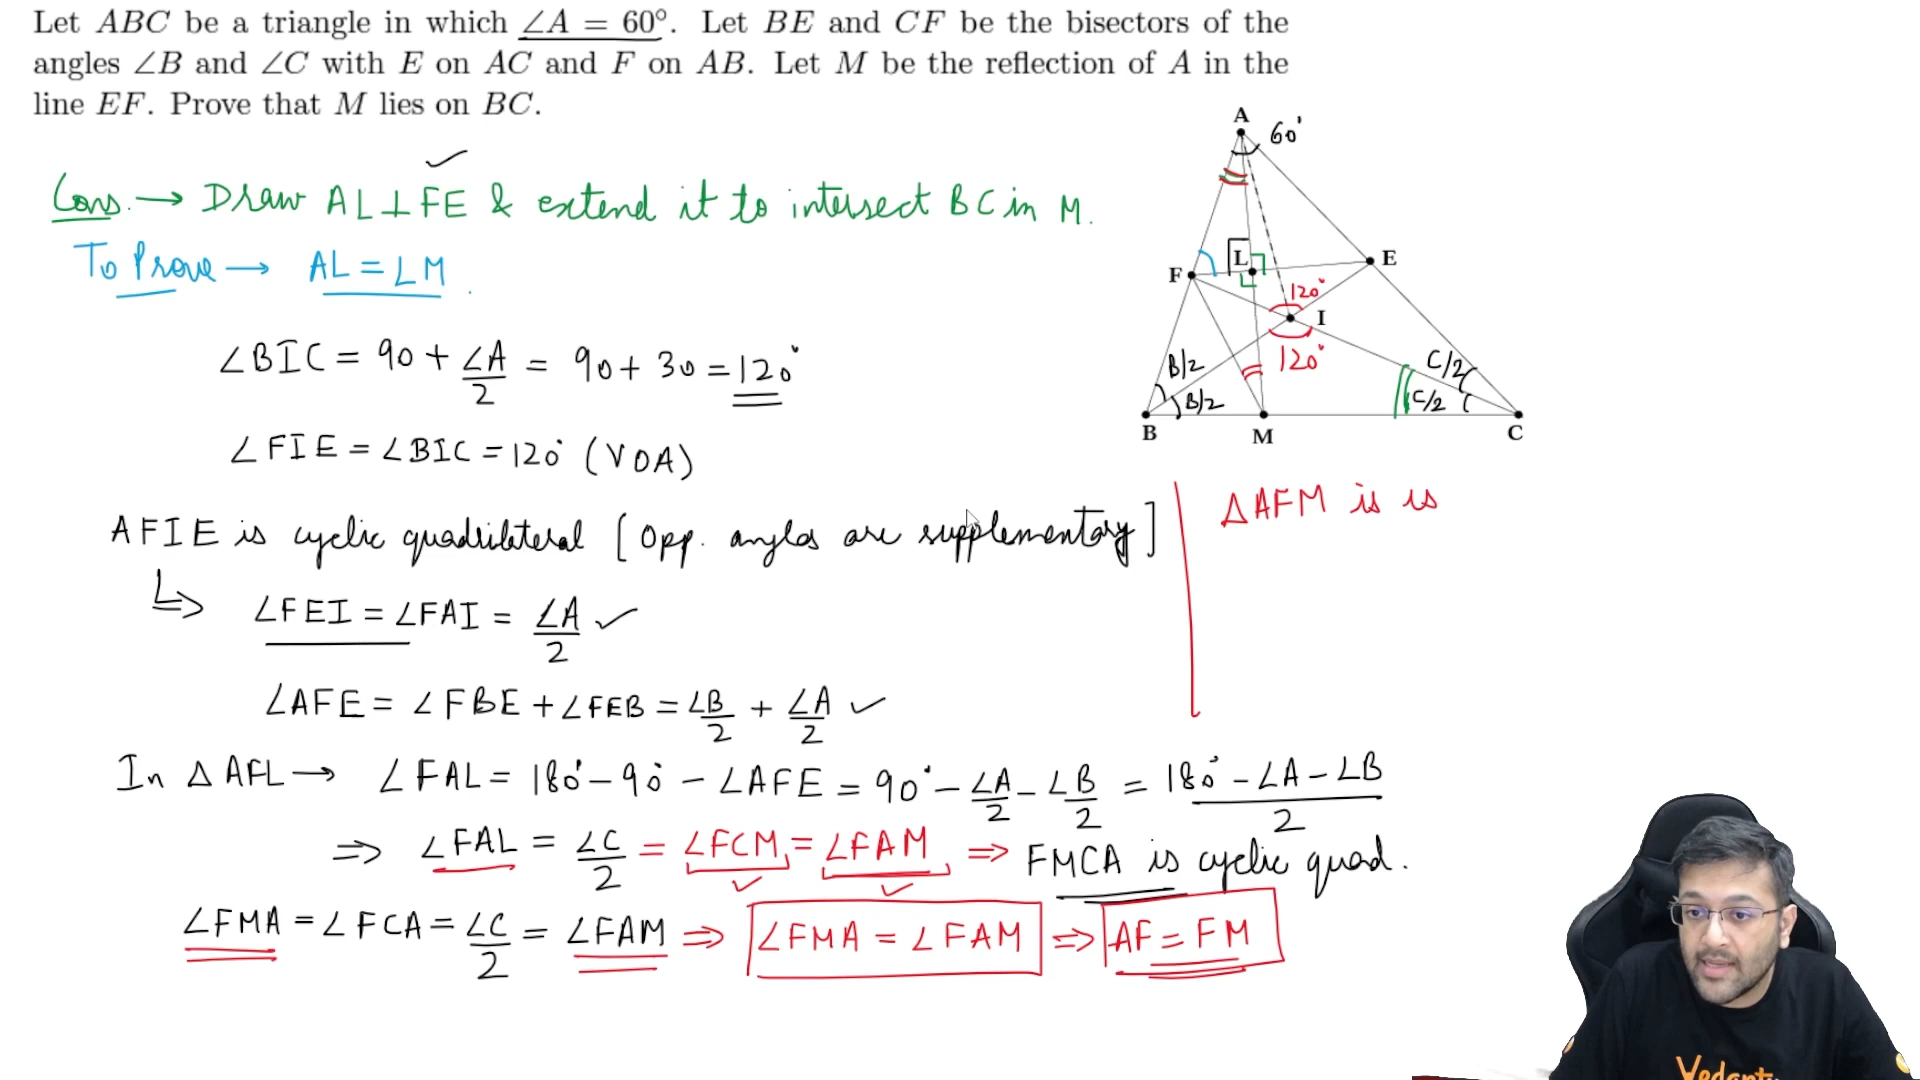 Let ABC be a triangle in which ∠A = 60°. Let BE and CF be the bisectors of the
angles ∠B and ∠C with E on AC and F on AB. Let M be the reflection of A in the
line EF. Prove that M lies on BC.
Cons. → Draw AL⊥FE & extend it to intersect BC in M.
To Prove → AL = LM.
∠BIC = 90 + ∠A/2 = 90 + 30 = 120°
∠FIE = ∠BIC = 120° (VOA)
AFIE is cyclic quadrilateral [Opp. angles are supplementary]
↳ ∠FEI = ∠FAI = ∠A/2 ✓
∠AFE = ∠FBE + ∠FEB = ∠B/2 + ∠A/2 ✓
In △AFL → ∠FAL = 180° − 90° − ∠AFE = 90° − ∠A/2 − ∠B/2 = 180° − ∠A − ∠B/2
⇒ ∠FAL = ∠C/2 = ∠FCM = ∠FAM ⇒ FMCA is cyclic quad.
∠FMA = ∠FCA = ∠C/2 = ∠FAM ⇒ ∠FMA = ∠FAM ⇒ AF = FM
A
60°
F
L
E
120°
I
120°
B/2
B/2
C/2
C/2
B
M
C
△AFM is is